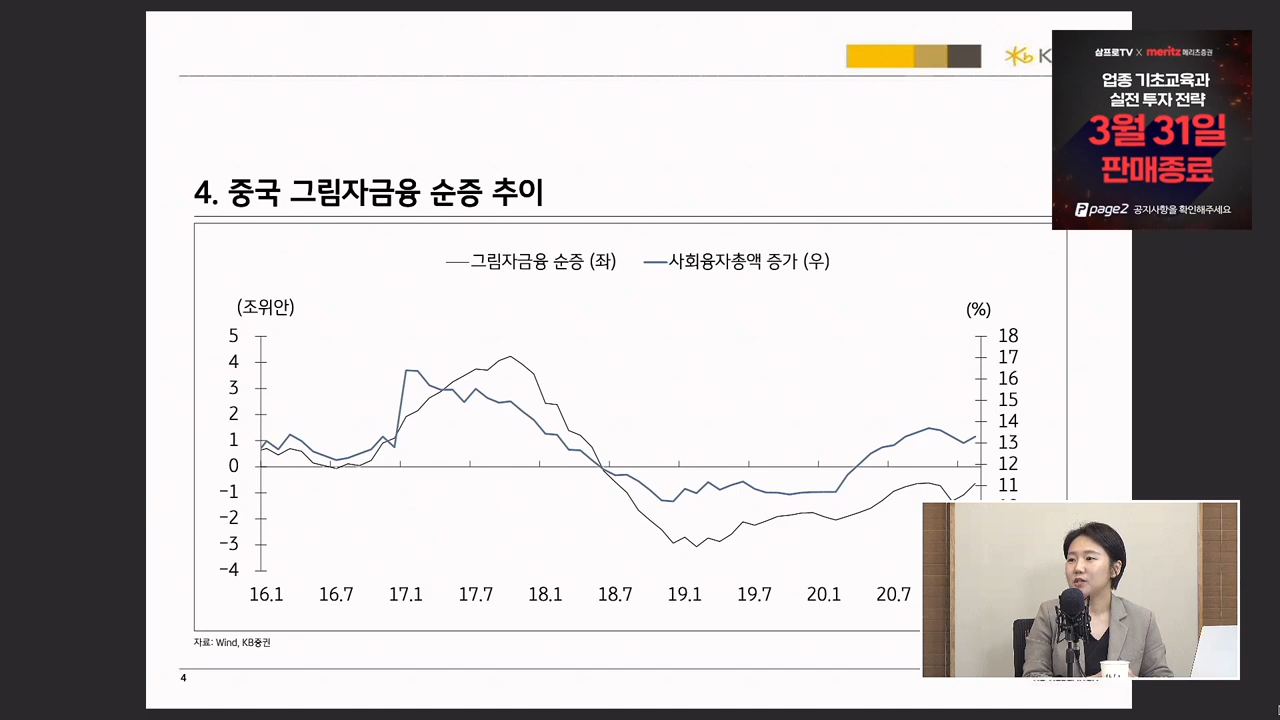 삼프로TV X meritz 메리츠증권
업종 기초교육과
실전 투자 전략
3월 31일
판매종료
page2 공지사항을 확인해주세요
Kb K
4. 중국 그림자금융 순증 추이
그림자금융 순증 (좌) 사회융자총액 증가 (우)
(조위안) (%)
5 18
4 17
3 16
2 15
1 14
0 13
−1 12
−2 11
−3
−4
16.1 16.7 17.1 17.7 18.1 18.7 19.1 19.7 20.1 20.7
자료: Wind, KB증권
4